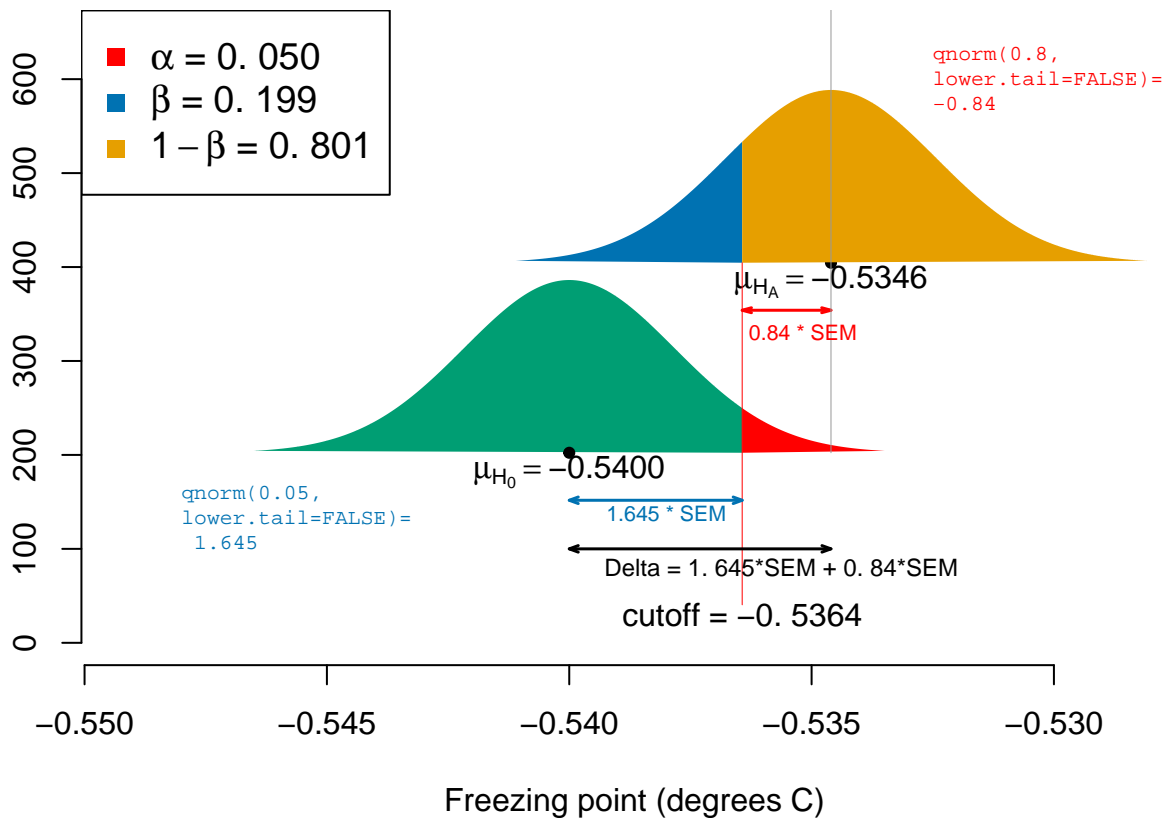 α = 0. 050
β = 0. 199
1 − β = 0. 801
qnorm(0.8,
lower.tail=FALSE)=
-0.84
600
500
400
300
200
100
0
μHA = −0.5346
0.84 * SEM
μH0 = −0.5400
qnorm(0.05,
lower.tail=FALSE)=
1.645
1.645 * SEM
Delta = 1. 645*SEM + 0. 84*SEM
cutoff = −0. 5364
−0.550 −0.545 −0.540 −0.535 −0.530
Freezing point (degrees C)